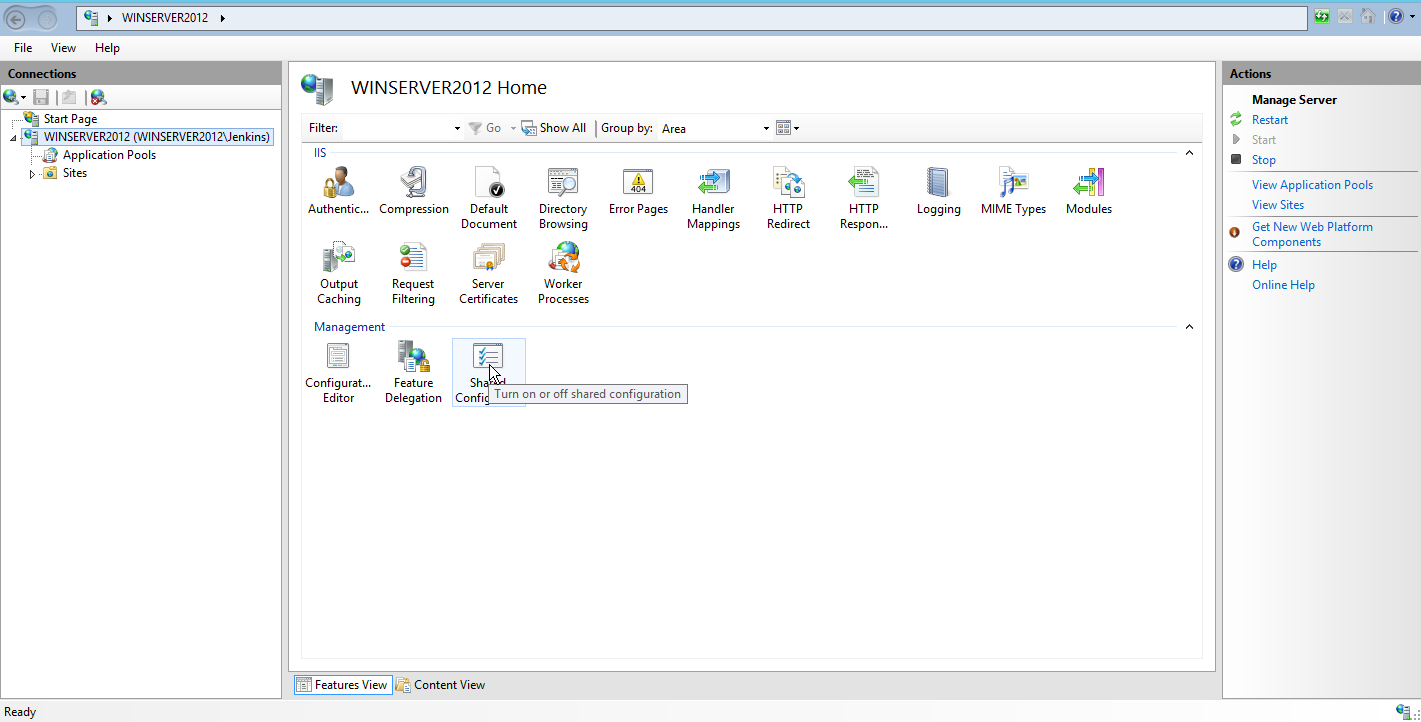 WINSERVER2012
File View Help
Connections
Start Page
WINSERVER2012 (WINSERVER2012\Jenkins)
Application Pools
Sites
WINSERVER2012 Home
Filter: Go Show All Group by: Area
IIS
Authentic... Compression Default Document Directory Browsing Error Pages Handler Mappings HTTP Redirect HTTP Respon... Logging MIME Types Modules
Output Caching Request Filtering Server Certificates Worker Processes
Management
Configurat... Editor Feature Delegation
Turn on or off shared configuration
Features View Content View
Actions
Manage Server
Restart
Start
Stop
View Application Pools
View Sites
Get New Web Platform
Components
Help
Online Help
Ready